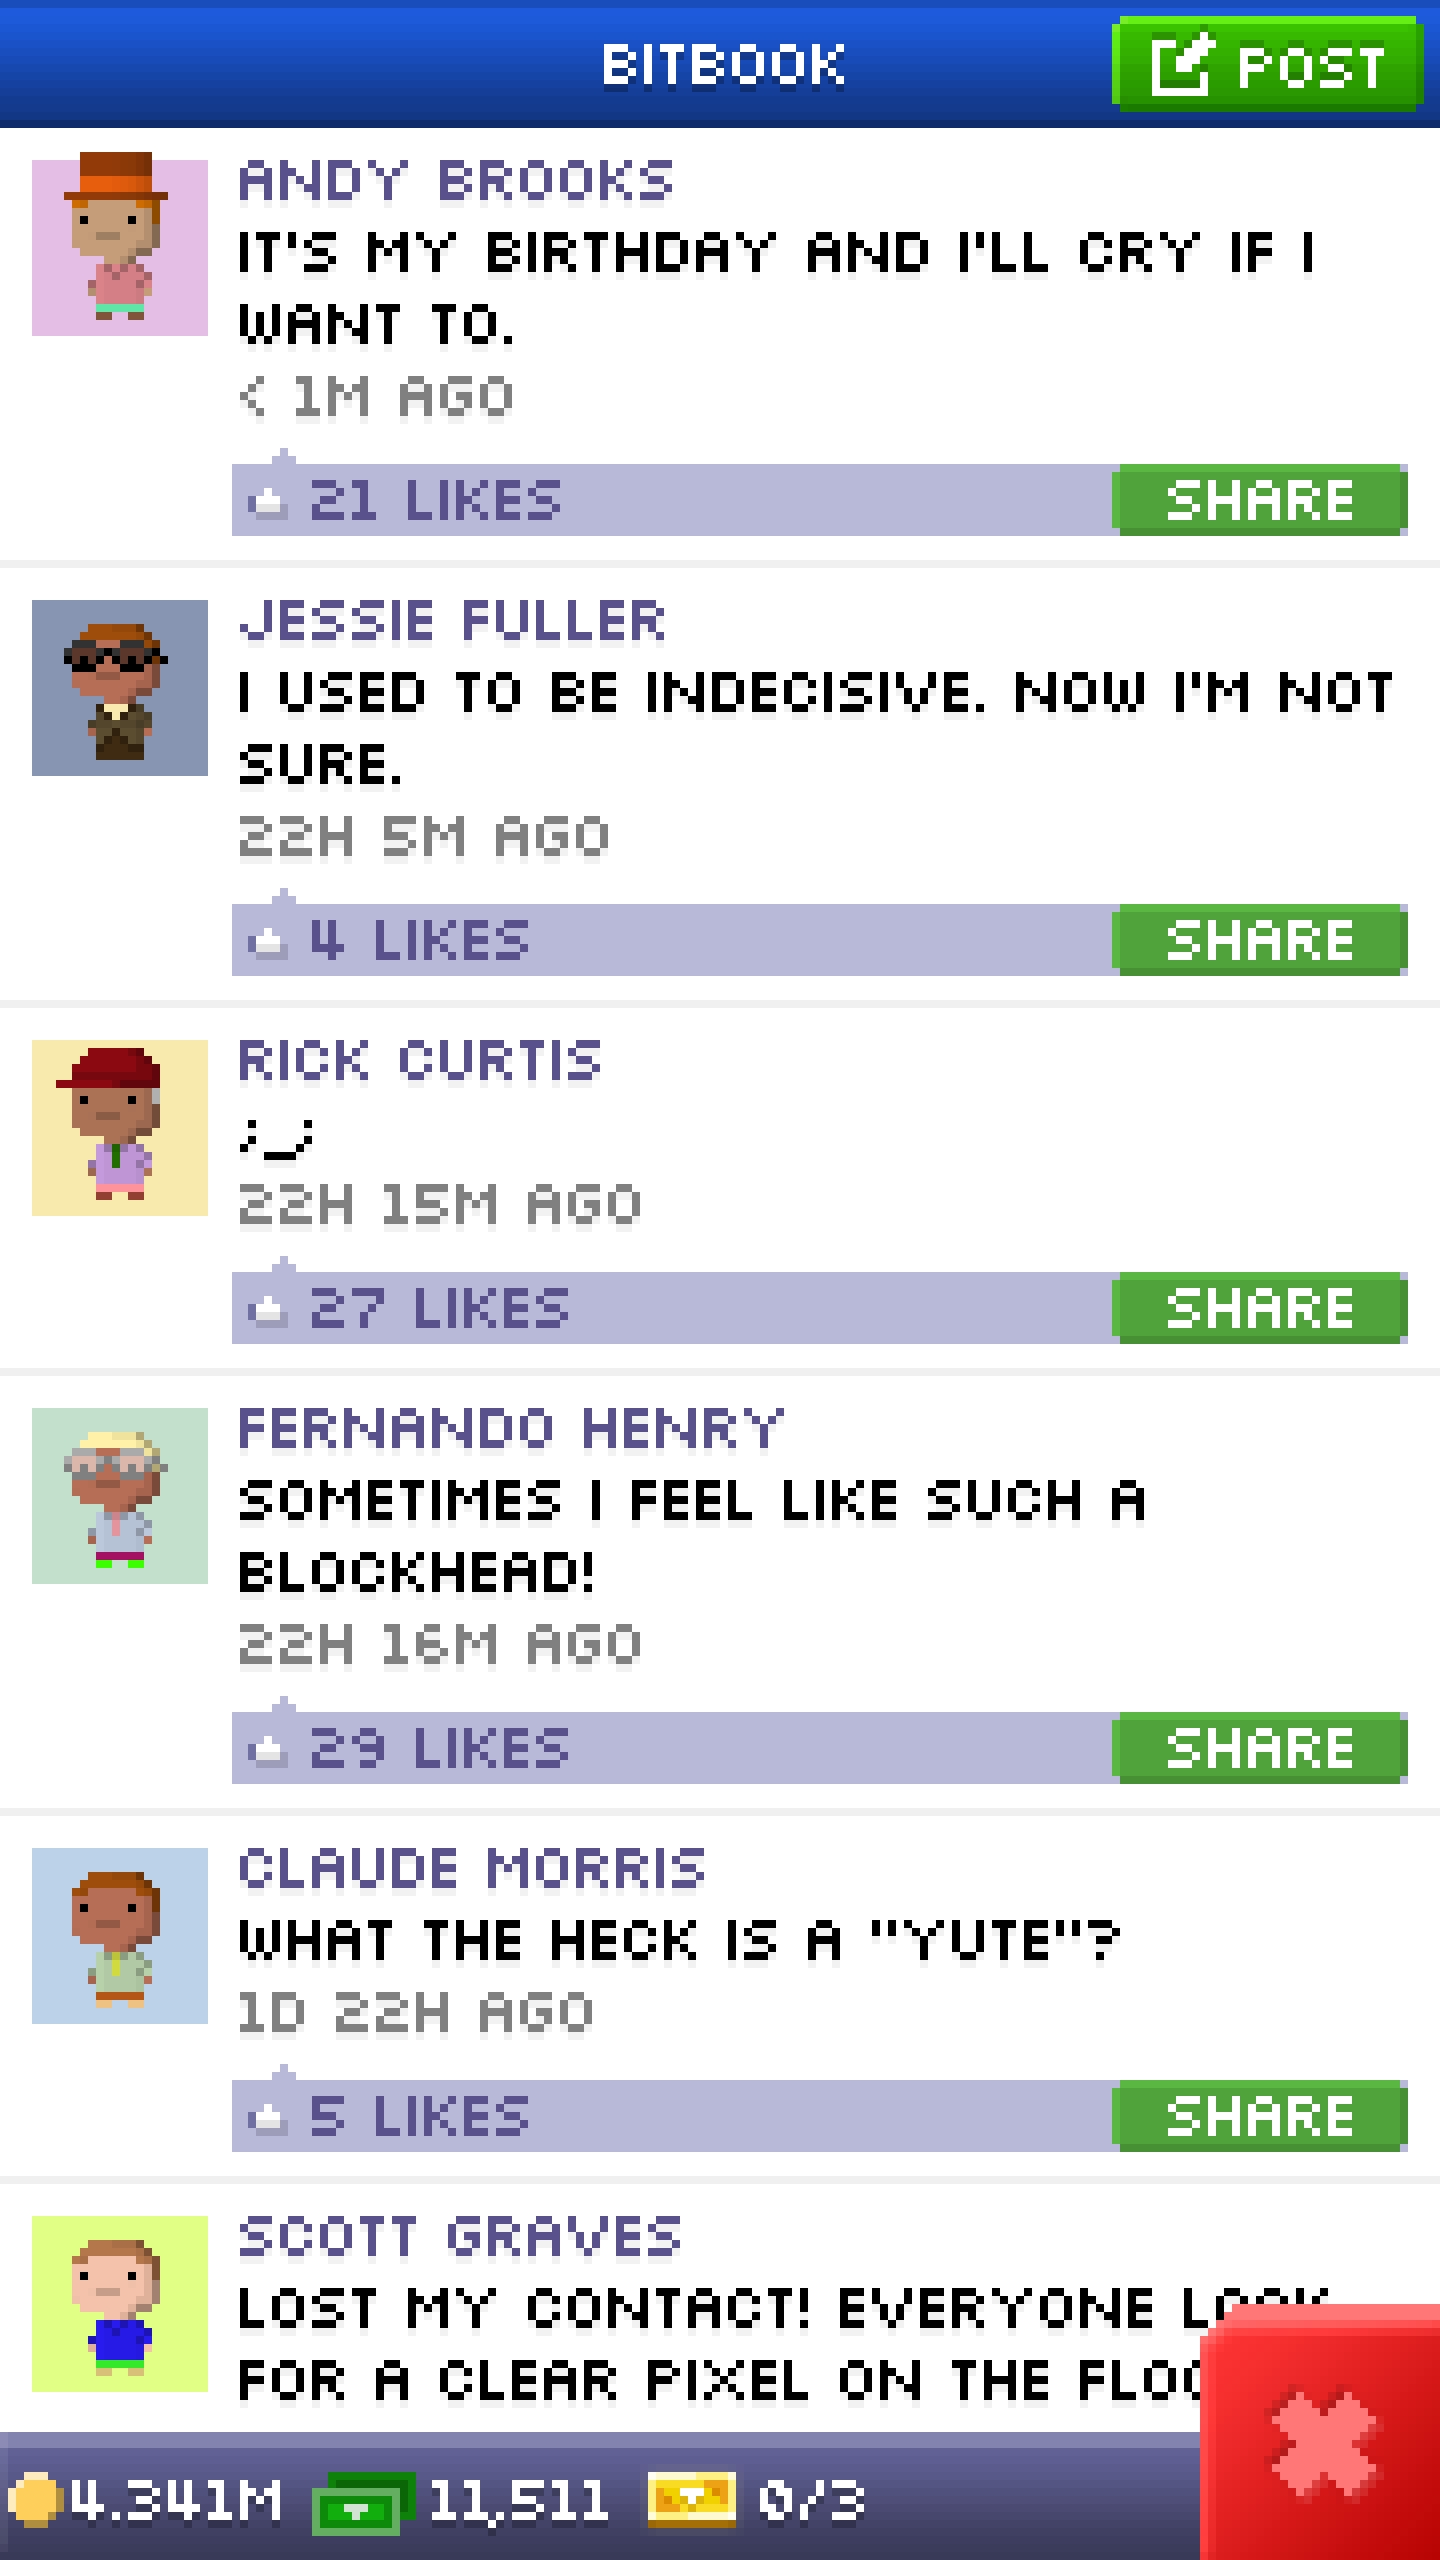 BITBOOK
POST
ANDY BROOKS
IT'S MY BIRTHDAY AND I'LL CRY IF I
WANT TO.
< 1M AGO
21 LIKES
SHARE
JESSIE FULLER
I USED TO BE INDECISIVE. NOW I'M NOT
SURE.
22H 5M AGO
4 LIKES
SHARE
RICK CURTIS
;_;
22H 15M AGO
27 LIKES
SHARE
FERNANDO HENRY
SOMETIMES I FEEL LIKE SUCH A
BLOCKHEAD!
22H 16M AGO
29 LIKES
SHARE
CLAUDE MORRIS
WHAT THE HECK IS A "YUTE"?
1D 22H AGO
5 LIKES
SHARE
SCOTT GRAVES
LOST MY CONTACT! EVERYONE LOOK
FOR A CLEAR PIXEL ON THE
4.341M
11,511
0/3